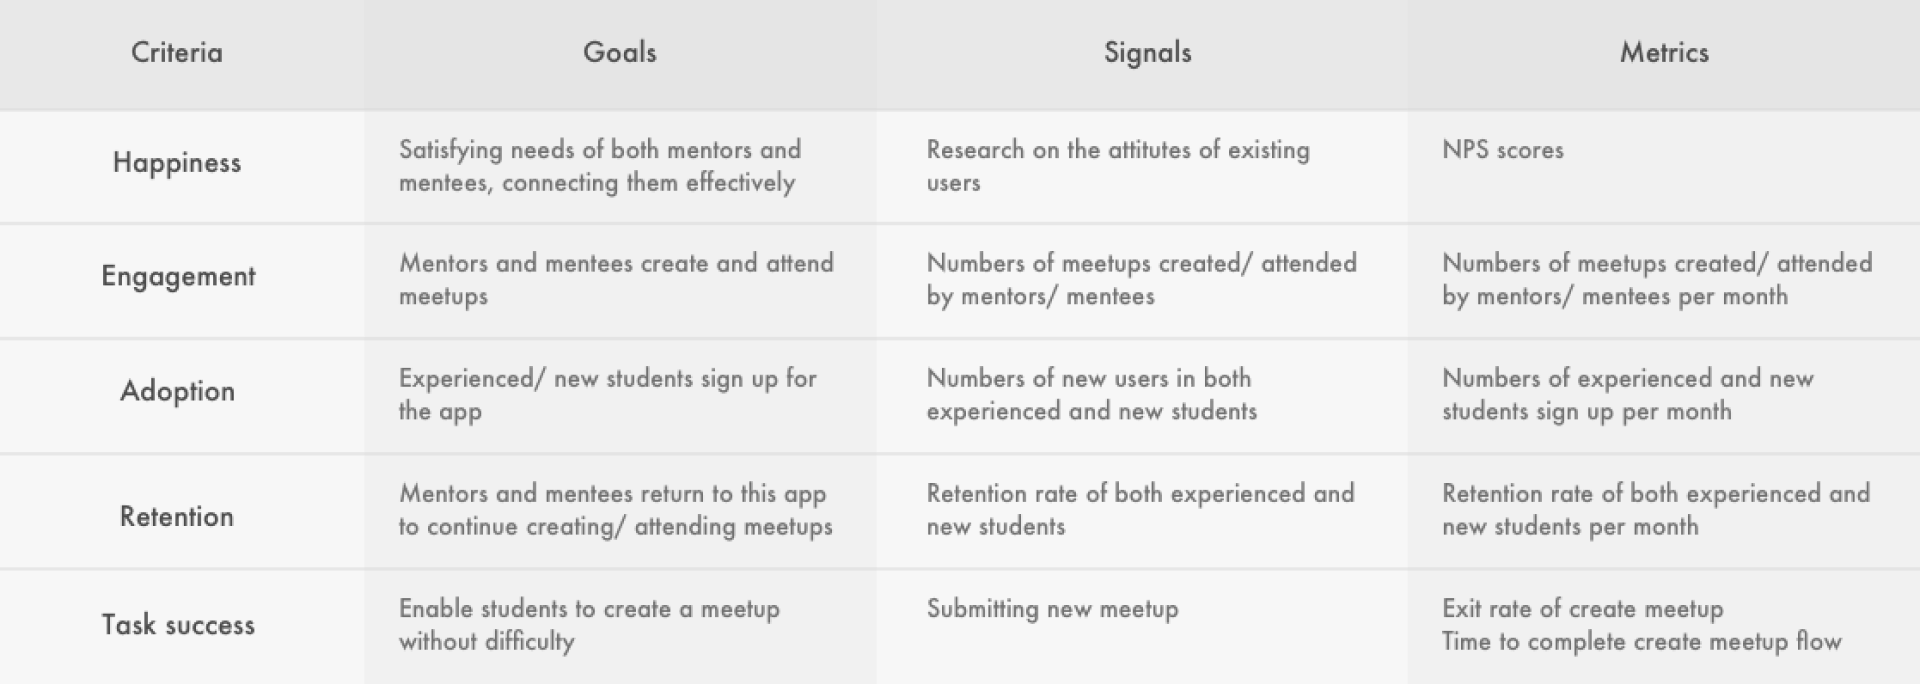 Criteria
Goals
Signals
Metrics
Happiness
Satisfying needs of both mentors and
mentees, connecting them effectively
Research on the attitutes of existing
users
NPS scores
Engagement
Mentors and mentees create and attend
meetups
Numbers of meetups created/ attended
by mentors/ mentees
Numbers of meetups created/ attended
by mentors/ mentees per month
Adoption
Experienced/ new students sign up for
the app
Numbers of new users in both
experienced and new students
Numbers of experienced and new
students sign up per month
Retention
Mentors and mentees return to this app
to continue creating/ attending meetups
Retention rate of both experienced and
new students
Retention rate of both experienced and
new students per month
Task success
Enable students to create a meetup
without difficulty
Submitting new meetup
Exit rate of create meetup
Time to complete create meetup flow